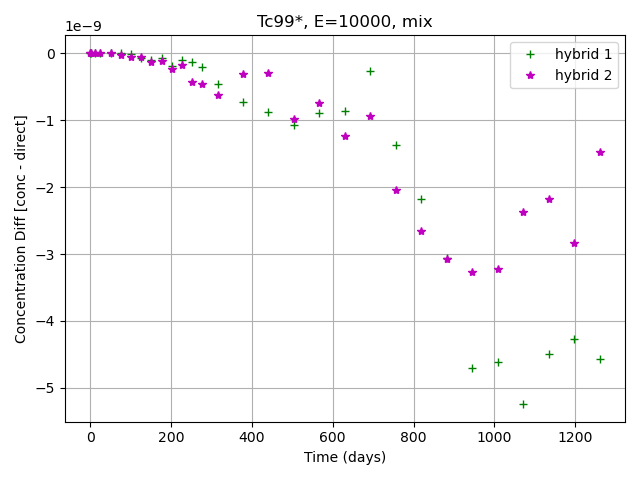 Tc99*, E=10000, mix
1e−9
hybrid 1
hybrid 2
0
−1
−2
−3
−4
−5
Concentration Diff [conc - direct]
0 200 400 600 800 1000 1200
Time (days)